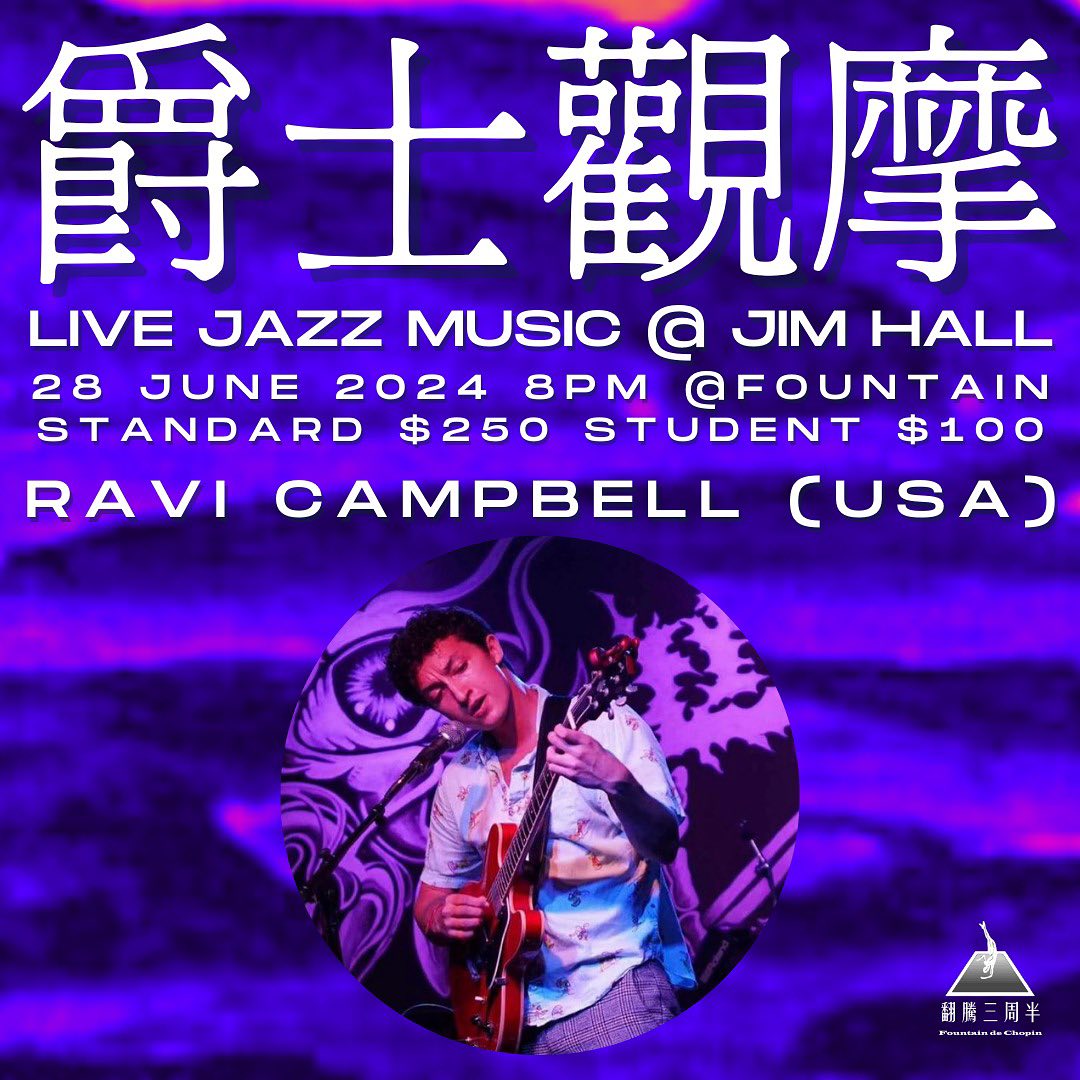 爵士觀摩
LIVE JAZZ MUSIC @ JIM HALL
28 JUNE 2024 8PM @FOUNTAIN
STANDARD $250 STUDENT $100
RAVI CAMPBELL (USA)
Roland
翻騰三周半
Fountain de Chopin